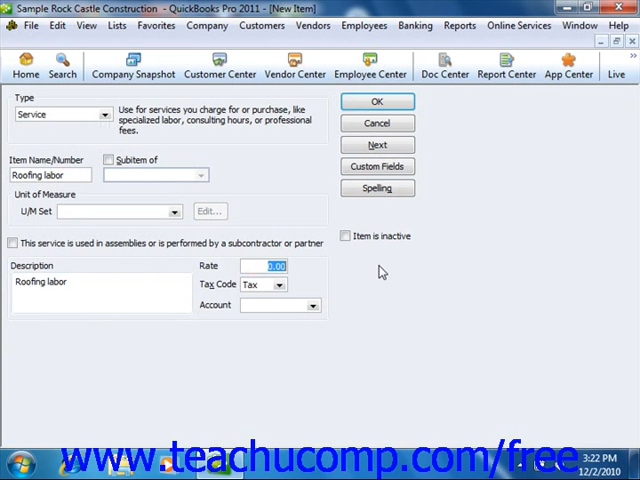 Sample Rock Castle Construction - QuickBooks Pro 2011 - [New Item]
File Edit View Lists Favorites Company Customers Vendors Employees Banking Reports Online Services Window Help
Home Search Company Snapshot Customer Center Vendor Center Employee Center Doc Center Report Center App Center Live
Type
Service
Use for services you charge for or purchase, like
specialized labor, consulting hours, or professional
fees.
OK
Cancel
Next
Custom Fields
Spelling
Item Name/Number
Subitem of
Roofing labor
Unit of Measure
U/M Set
Edit...
Item is inactive
This service is used in assemblies or is performed by a subcontractor or partner
Description
Rate
0.00
Roofing labor
Tax Code
Tax
Account
www.teachucomp.com/free
3:22 PM
12/2/2010